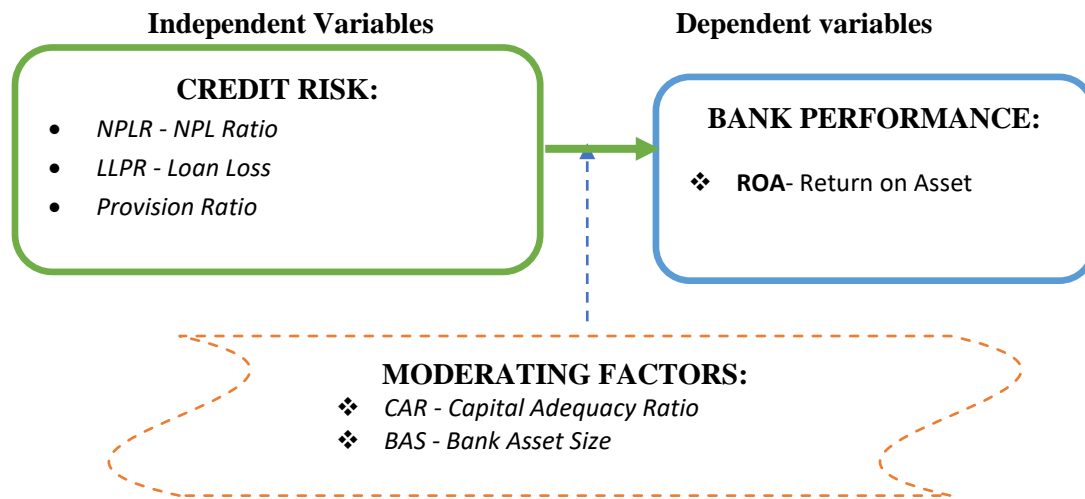 Independent Variables
Dependent variables
CREDIT RISK:
• NPLR - NPL Ratio
• LLPR - Loan Loss
• Provision Ratio
BANK PERFORMANCE:
❖ ROA- Return on Asset
MODERATING FACTORS:
❖ CAR - Capital Adequacy Ratio
❖ BAS - Bank Asset Size